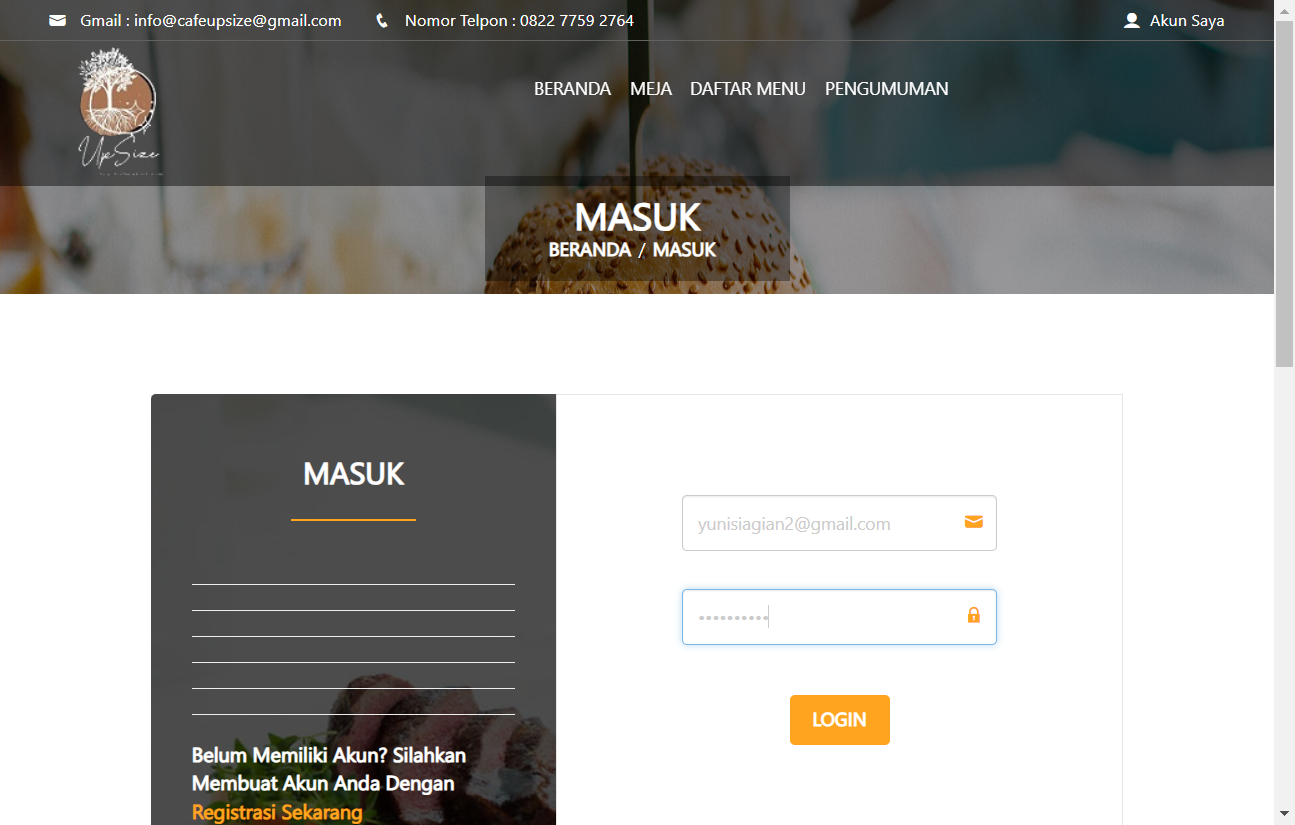 Gmail : info@cafeupsize@gmail.com Nomor Telpon : 0822 7759 2764 Akun Saya
BERANDA MEJA DAFTAR MENU PENGUMUMAN
UpSize
MASUK
BERANDA / MASUK
MASUK
yunisiagian2@gmail.com
••••••••••
LOGIN
Belum Memiliki Akun? Silahkan
Membuat Akun Anda Dengan
Registrasi Sekarang